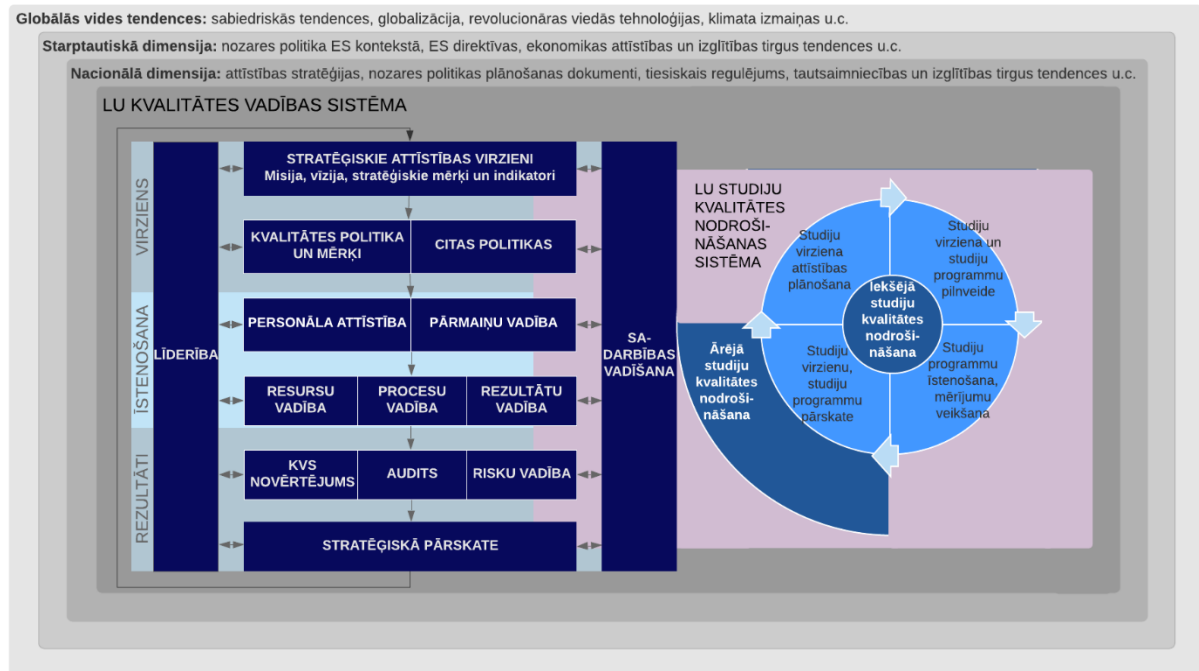 Globālās vides tendences: sabiedriskās tendences, globalizācija, revolucionāras viedās tehnoloģijas, klimata izmaiņas u.c.
Starptautiskā dimensija: nozares politika ES kontekstā, ES direktīvas, ekonomikas attīstības un izglītības tirgus tendences u.c.
Nacionālā dimensija: attīstības stratēģijas, nozares politikas plānošanas dokumenti, tiesiskais regulējums, tautsaimniecības un izglītības tirgus tendences u.c.
LU KVALITĀTES VADĪBAS SISTĒMA
VIRZIENS
ĪSTENOŠANA
REZULTĀTI
LĪDERĪBA
STRATĒĢISKIE ATTĪSTĪBAS VIRZIENI
Misija, vīzija, stratēģiskie mērķi un indikatori
KVALITĀTES POLITIKA
UN MĒRĶI
CITAS POLITIKAS
PERSONĀLA ATTĪSTĪBA
PĀRMAIŅU VADĪBA
RESURSU
VADĪBA
PROCESU
VADĪBA
REZULTĀTU
VADĪBA
KVS
NOVĒRTĒJUMS
AUDITS
RISKU VADĪBA
STRATĒĢISKĀ PĀRSKATE
SA-
DARBĪBAS
VADĪŠANA
LU STUDIJU
KVALITĀTES
NODROŠI-
NĀŠANAS
SISTĒMA
Studiju
virziena
attīstības
plānošana
Studiju
virziena un
studiju
programmu
pilnveide
Iekšējā
studiju
kvalitātes
nodroši-
nāšana
Ārējā
studiju
kvalitātes
nodroši-
nāšana
Studiju
virzienu,
studiju
programmu
pārskate
Studiju
programmu
īstenošana,
mērījumu
veikšana